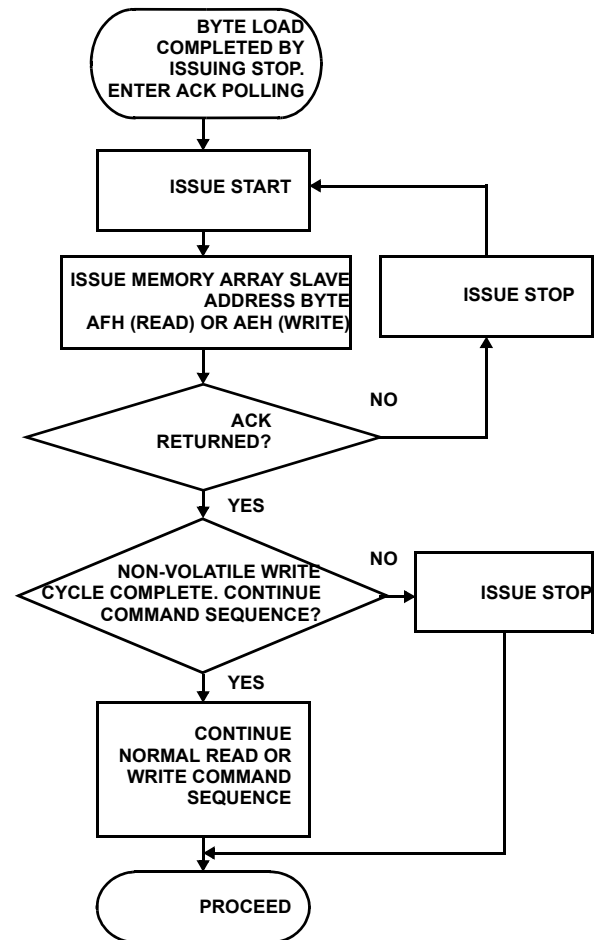 BYTE LOAD
COMPLETED BY
ISSUING STOP.
ENTER ACK POLLING
ISSUE START
ISSUE MEMORY ARRAY SLAVE
ADDRESS BYTE
AFH (READ) OR AEH (WRITE)
ISSUE STOP
NO
ACK
RETURNED?
YES
NO
NON-VOLATILE WRITE
CYCLE COMPLETE. CONTINUE
COMMAND SEQUENCE?
ISSUE STOP
YES
CONTINUE
NORMAL READ OR
WRITE COMMAND
SEQUENCE
PROCEED